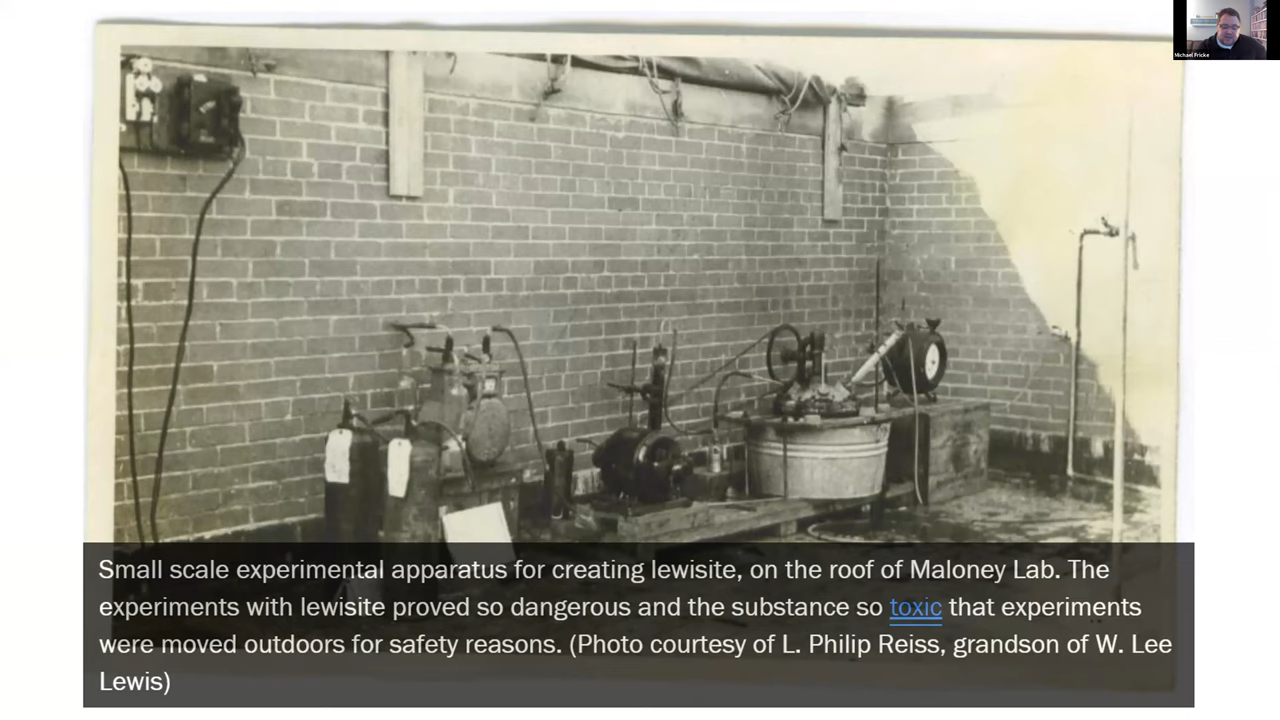 Michael Fricke
Small scale experimental apparatus for creating lewisite, on the roof of Maloney Lab. The
experiments with lewisite proved so dangerous and the substance so toxic that experiments
were moved outdoors for safety reasons. (Photo courtesy of L. Philip Reiss, grandson of W. Lee
Lewis)